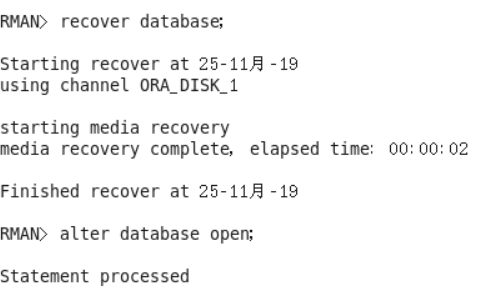 RMAN> recover database;
Starting recover at 25-11月-19
using channel ORA_DISK_1
starting media recovery
media recovery complete, elapsed time: 00:00:02
Finished recover at 25-11月-19
RMAN> alter database open;
Statement processed